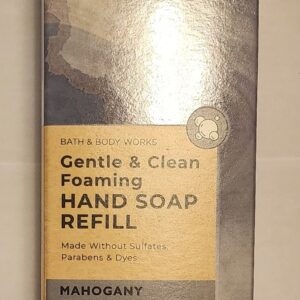 BATH & BODY WORKS
Gentle & Clean
Foaming
HAND SOAP
REFILL
Made Without Sulfates,
Parabens & Dyes
MAHOGANY